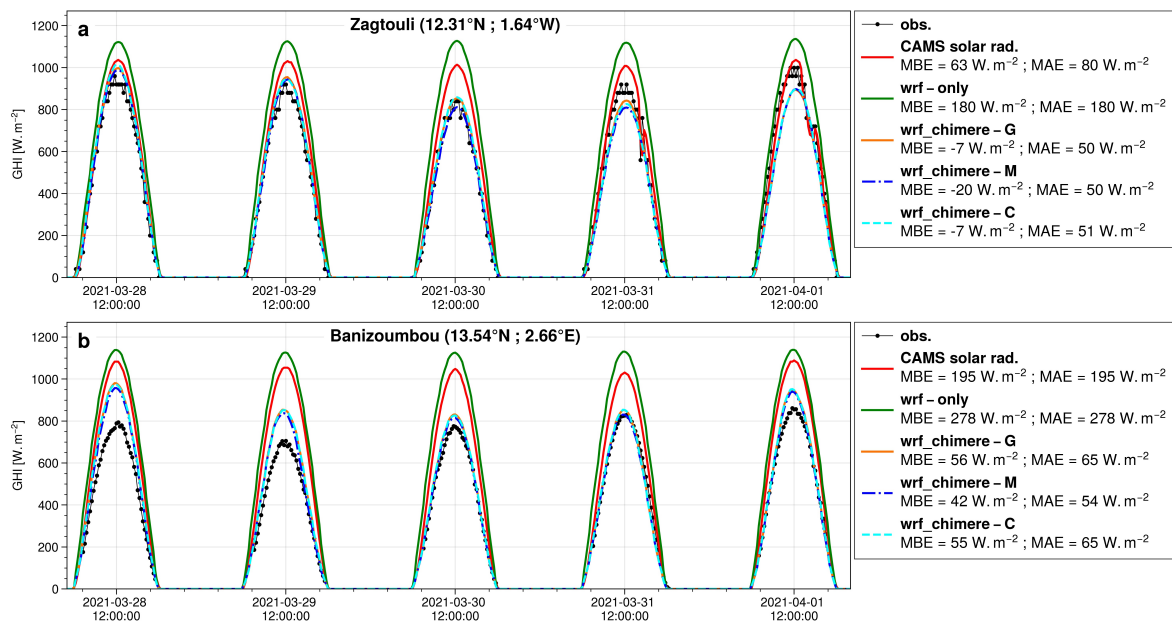 a
Zagtouli (12.31°N ; 1.64°W)
GHI [W. m⁻²]
1200
1000
800
600
400
200
0
2021-03-28
12:00:00
2021-03-29
12:00:00
2021-03-30
12:00:00
2021-03-31
12:00:00
2021-04-01
12:00:00
obs.
CAMS solar rad.
MBE = 63 W. m⁻² ; MAE = 80 W. m⁻²
wrf – only
MBE = 180 W. m⁻² ; MAE = 180 W. m⁻²
wrf_chimere – G
MBE = -7 W. m⁻² ; MAE = 50 W. m⁻²
wrf_chimere – M
MBE = -20 W. m⁻² ; MAE = 50 W. m⁻²
wrf_chimere – C
MBE = -7 W. m⁻² ; MAE = 51 W. m⁻²
b
Banizoumbou (13.54°N ; 2.66°E)
GHI [W. m⁻²]
1200
1000
800
600
400
200
0
2021-03-28
12:00:00
2021-03-29
12:00:00
2021-03-30
12:00:00
2021-03-31
12:00:00
2021-04-01
12:00:00
obs.
CAMS solar rad.
MBE = 195 W. m⁻² ; MAE = 195 W. m⁻²
wrf – only
MBE = 278 W. m⁻² ; MAE = 278 W. m⁻²
wrf_chimere – G
MBE = 56 W. m⁻² ; MAE = 65 W. m⁻²
wrf_chimere – M
MBE = 42 W. m⁻² ; MAE = 54 W. m⁻²
wrf_chimere – C
MBE = 55 W. m⁻² ; MAE = 65 W. m⁻²